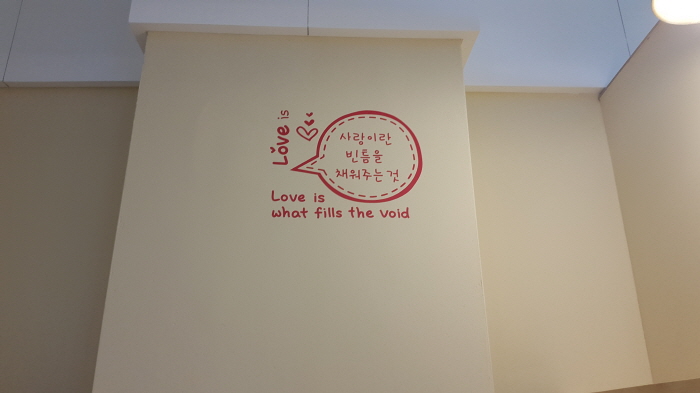 Love is
사랑이란
빈틈을
채워주는것
Love is
what fills the void